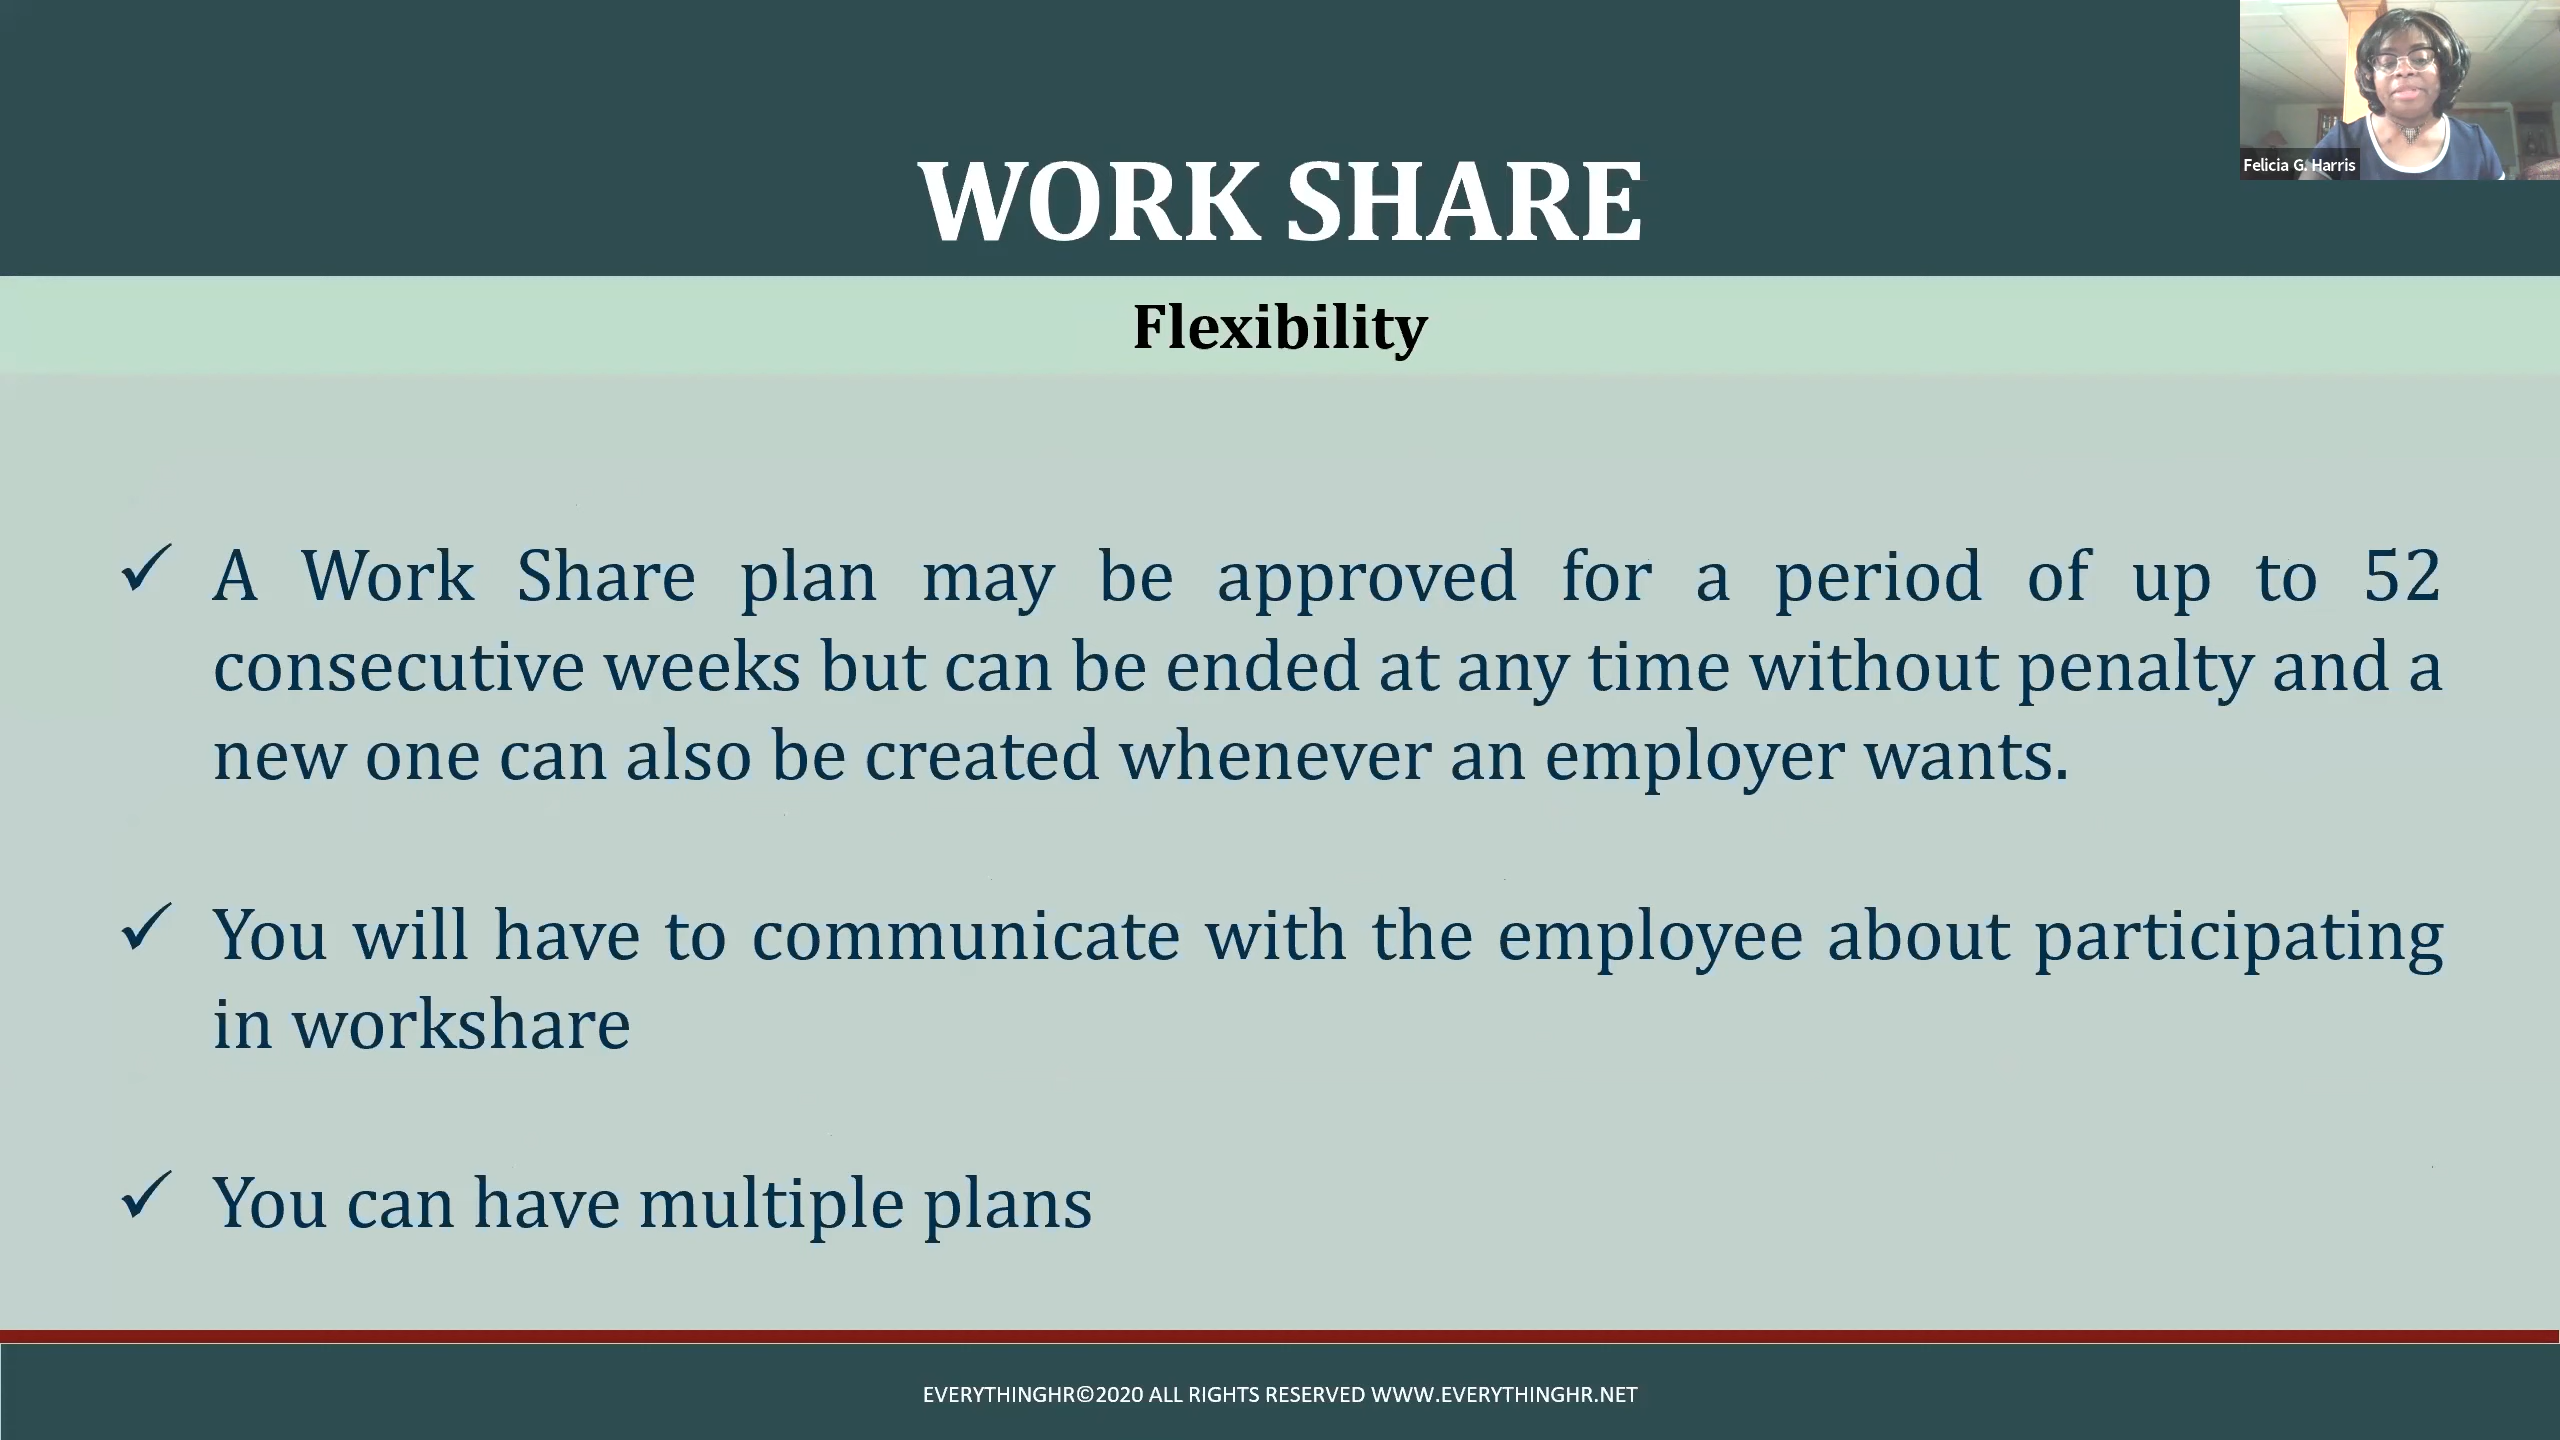 Felicia G. Harris
WORK SHARE
Flexibility
✓ A Work Share plan may be approved for a period of up to 52
consecutive weeks but can be ended at any time without penalty and a
new one can also be created whenever an employer wants.
✓ You will have to communicate with the employee about participating
in workshare
✓ You can have multiple plans
EVERYTHINGHR©2020 ALL RIGHTS RESERVED WWW.EVERYTHINGHR.NET